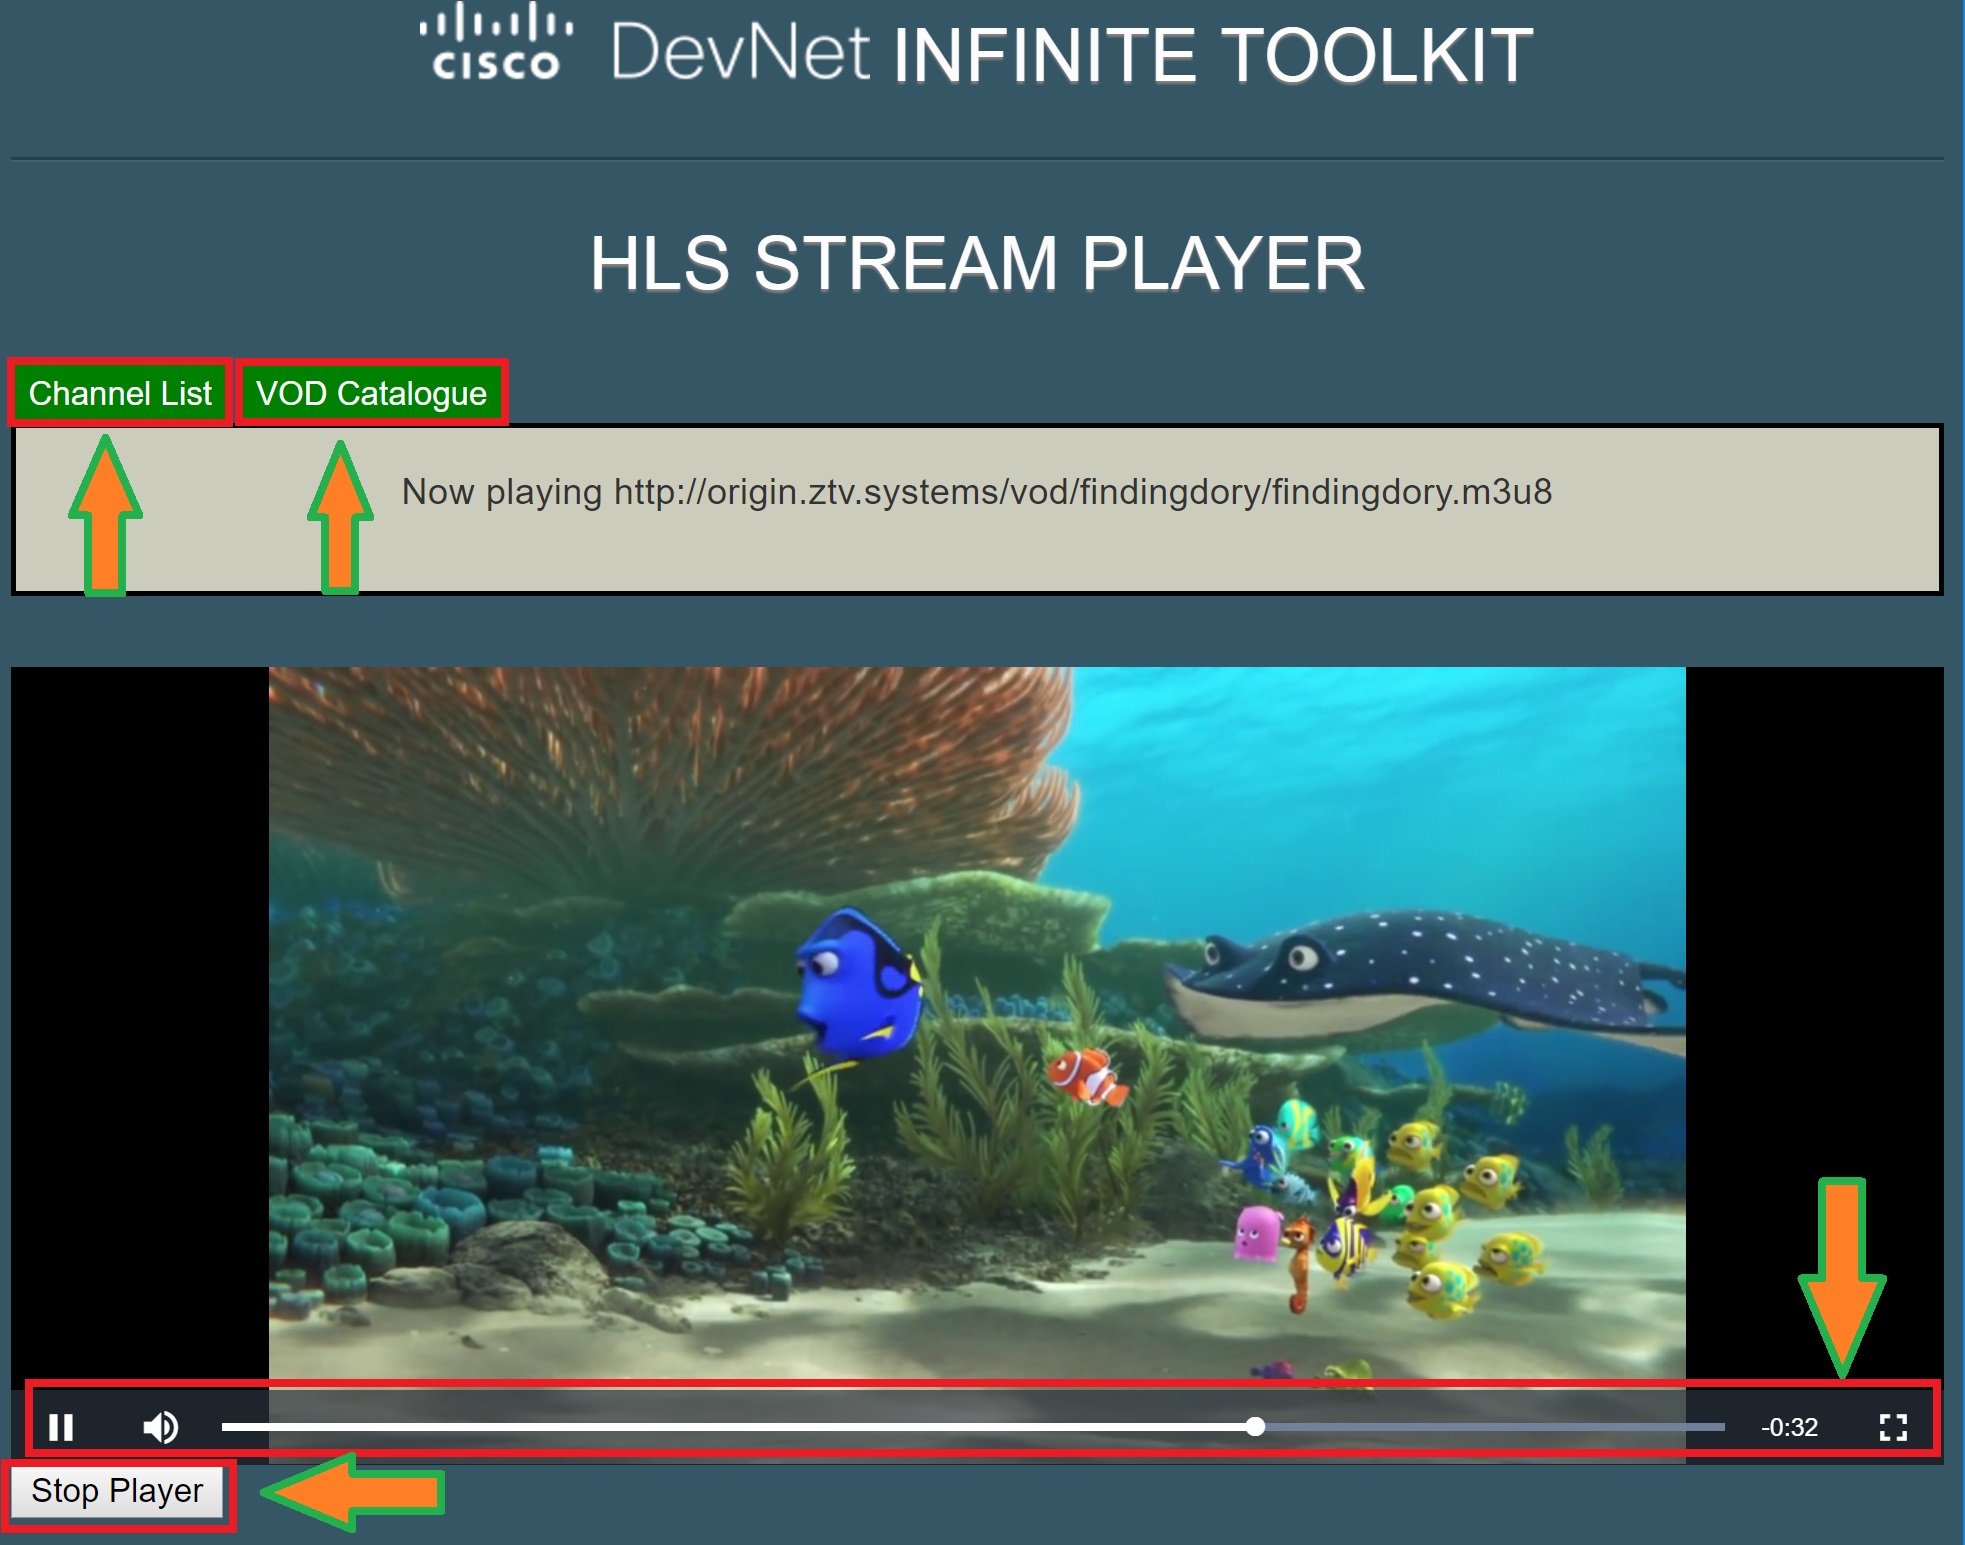 CISCO DevNet INFINITE TOOLKIT
HLS STREAM PLAYER
Channel List VOD Catalogue
Now playing http://origin.ztv.systems/vod/findingdory/findingdory.m3u8
-0:32
Stop Player